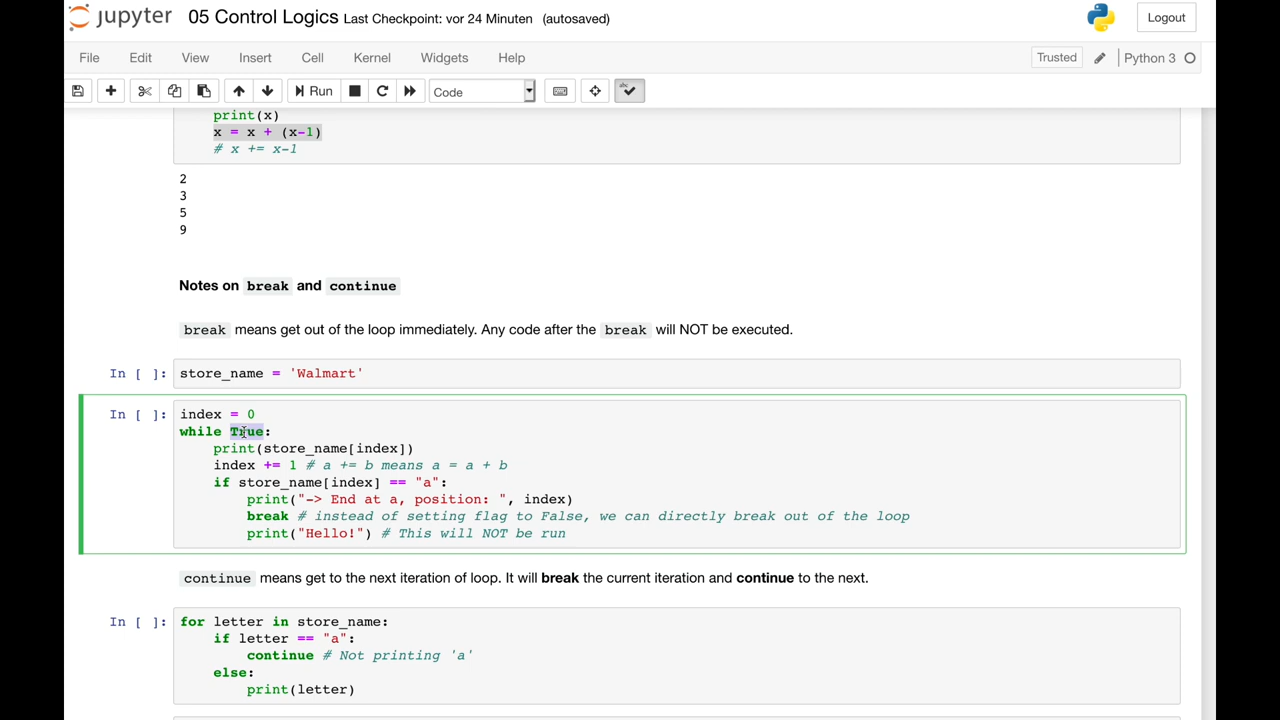 jupyter 05 Control Logics Last Checkpoint: vor 24 Minuten (autosaved) Logout
File Edit View Insert Cell Kernel Widgets Help Trusted Python 3
Run Code
print(x)
x = x + (x-1)
# x += x-1
2
3
5
9
Notes on break and continue
break means get out of the loop immediately. Any code after the break will NOT be executed.
In [ ]: store_name = 'Walmart'
In [ ]: index = 0
while True:
print(store_name[index])
index += 1 # a += b means a = a + b
if store_name[index] == "a":
print("-> End at a, position: ", index)
break # instead of setting flag to False, we can directly break out of the loop
print("Hello!") # This will NOT be run
continue means get to the next iteration of loop. It will break the current iteration and continue to the next.
In [ ]: for letter in store_name:
if letter == "a":
continue # Not printing 'a'
else:
print(letter)